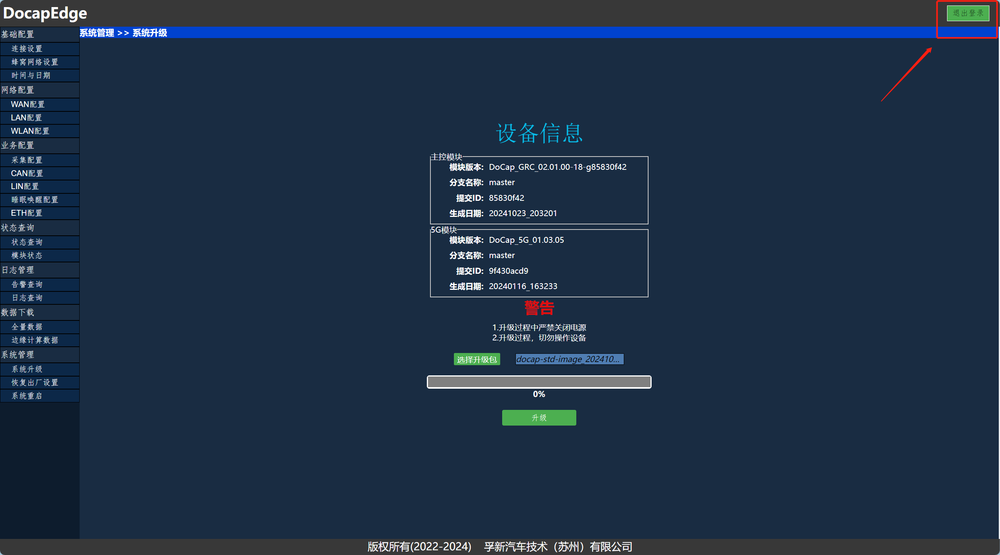 DocapEdge
退出登录
系统管理 >> 系统升级
基础配置
连接设置
蜂窝网络设置
时间与日期
网络配置
WAN配置
LAN配置
WLAN配置
业务配置
采集配置
CAN配置
LIN配置
睡眠唤醒配置
ETH配置
状态查询
状态查询
模块状态
日志管理
告警查询
日志查询
数据下载
全量数据
边缘计算数据
系统管理
系统升级
恢复出厂设置
系统重启
设备信息
主控模块
模块版本: DoCap_GRC_02.01.00-18-g85830f42
分支名称: master
提交ID: 85830f42
生成日期: 20241023_203201
5G模块
模块版本: DoCap_5G_01.03.05
分支名称: master
提交ID: 9f430acd9
生成日期: 20240116_163233
警告
1.升级过程中严禁关闭电源
2.升级过程，切勿操作设备
选择升级包 docap-std-image_202410...
0%
升级
版权所有(2022-2024) 孚新汽车技术（苏州）有限公司